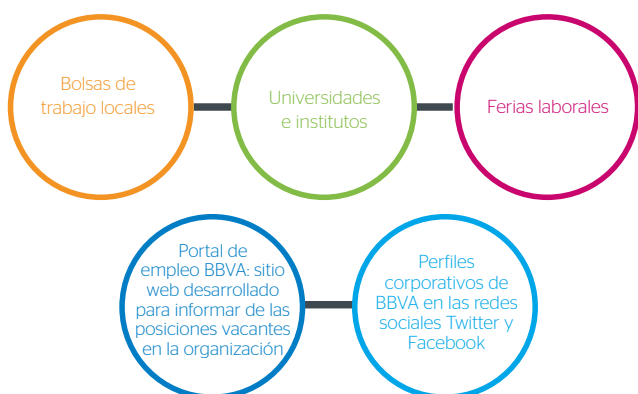 Bolsas de
trabajo locales
Universidades
e institutos
Ferias laborales
Portal de
empleo BBVA: sitio
web desarrollado
para informar de las
posiciones vacantes
en la organización
Perfiles
corporativos de
BBVA en las redes
sociales Twitter y
Facebook